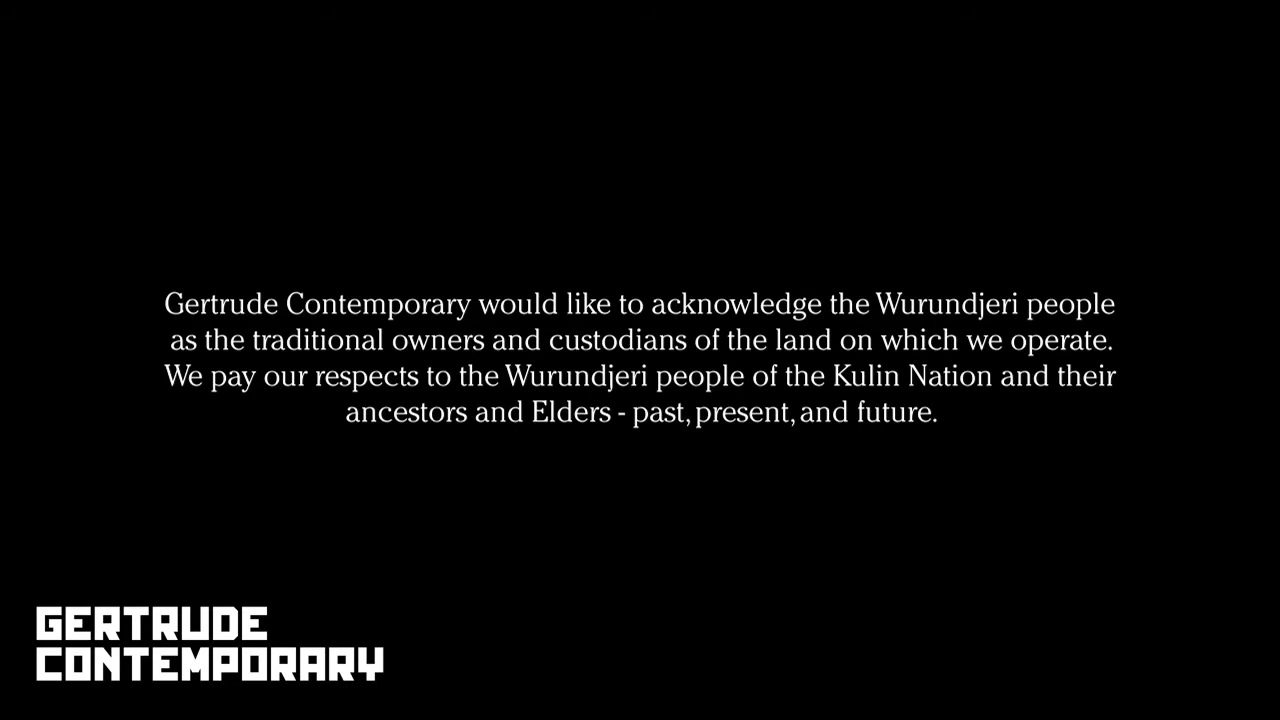 Gertrude Contemporary would like to acknowledge the Wurundjeri people
as the traditional owners and custodians of the land on which we operate.
We pay our respects to the Wurundjeri people of the Kulin Nation and their
ancestors and Elders - past, present, and future.
GERTRUDE
CONTEMPORARY